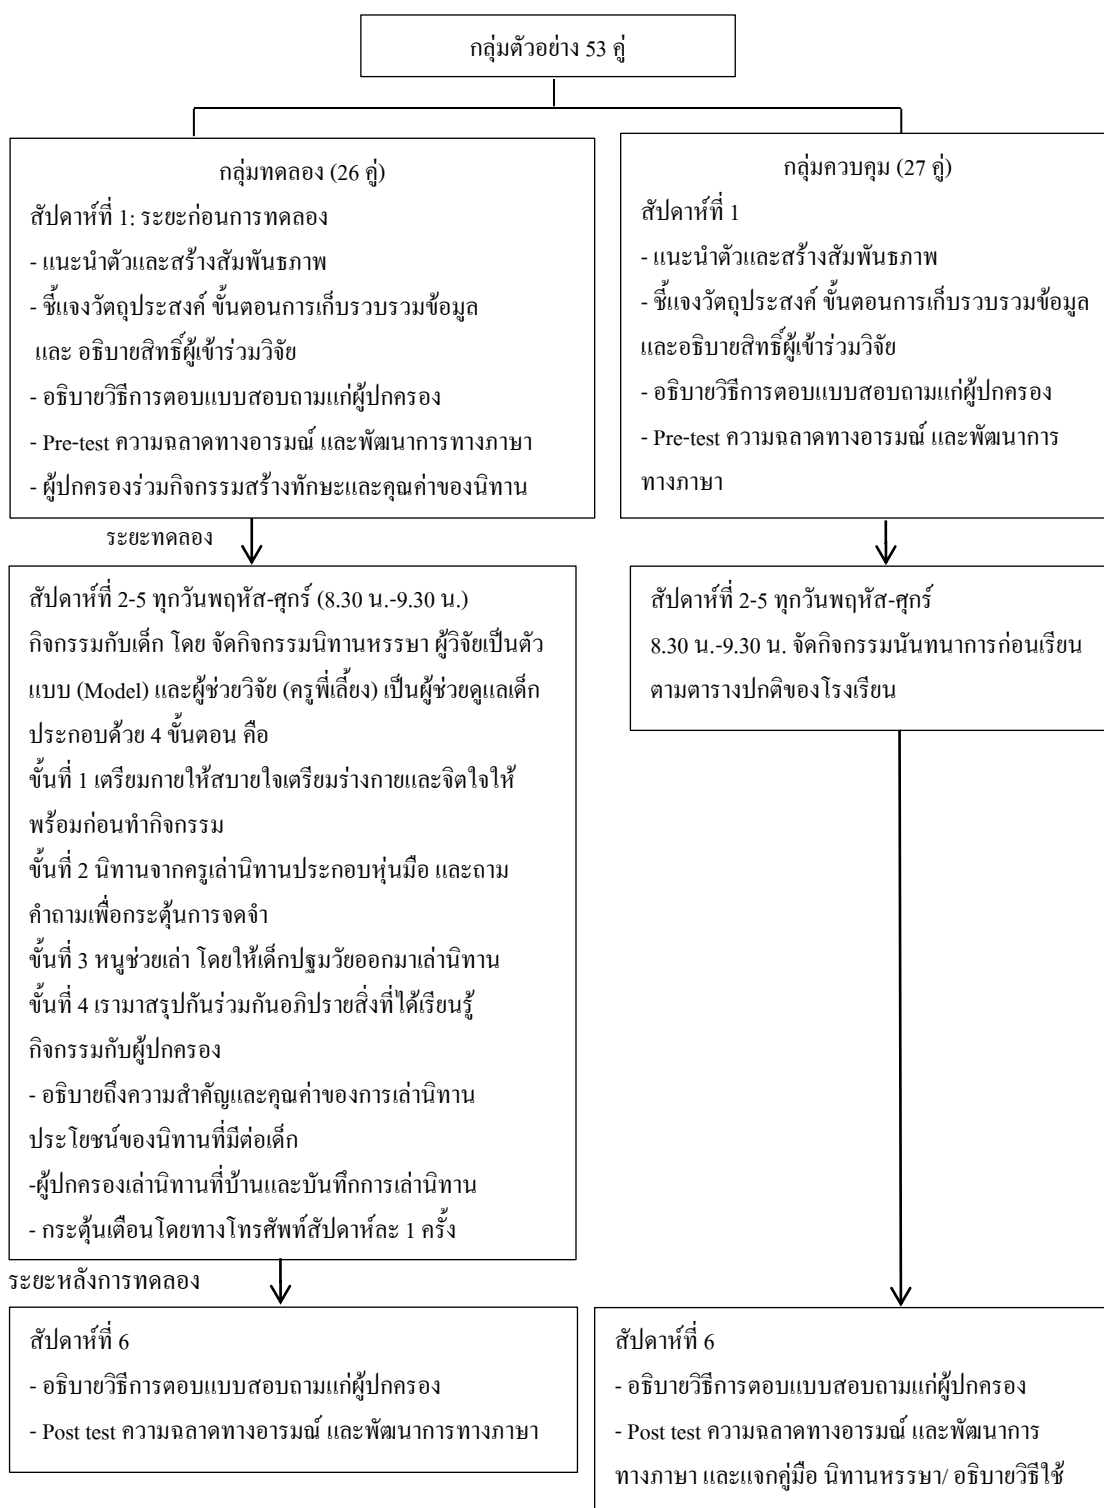 กลุ่มตัวอย่าง 53 คู่
กลุ่มทดลอง (26 คู่)
สัปดาห์ที่ 1: ระยะก่อนการทดลอง
- แนะนำตัวและสร้างสัมพันธภาพ
- ชี้แจงวัตถุประสงค์ ขั้นตอนการเก็บรวบรวมข้อมูล
และ อธิบายสิทธิ์ผู้เข้าร่วมวิจัย
- อธิบายวิธีการตอบแบบสอบถามแก่ผู้ปกครอง
- Pre-test ความฉลาดทางอารมณ์ และพัฒนาการทางภาษา
- ผู้ปกครองร่วมกิจกรรมสร้างทักษะและคุณค่าของนิทาน
กลุ่มควบคุม (27 คู่)
สัปดาห์ที่ 1
- แนะนำตัวและสร้างสัมพันธภาพ
- ชี้แจงวัตถุประสงค์ ขั้นตอนการเก็บรวบรวมข้อมูล
และอธิบายสิทธิ์ผู้เข้าร่วมวิจัย
- อธิบายวิธีการตอบแบบสอบถามแก่ผู้ปกครอง
- Pre-test ความฉลาดทางอารมณ์ และพัฒนาการ
ทางภาษา
ระยะทดลอง
สัปดาห์ที่ 2-5 ทุกวันพฤหัส-ศุกร์ (8.30 น.-9.30 น.)
กิจกรรมกับเด็ก โดย จัดกิจกรรมนิทานหรรษา ผู้วิจัยเป็นตัว
แบบ (Model) และผู้ช่วยวิจัย (ครูพี่เลี้ยง) เป็นผู้ช่วยดูแลเด็ก
ประกอบด้วย 4 ขั้นตอน คือ
ขั้นที่ 1 เตรียมกายให้สบายใจเตรียมร่างกายและจิตใจให้
พร้อมก่อนทำกิจกรรม
ขั้นที่ 2 นิทานจากครูเล่านิทานประกอบหุ่นมือ และถาม
คำถามเพื่อกระตุ้นการจดจำ
ขั้นที่ 3 หนูช่วยเล่า โดยให้เด็กปฐมวัยออกมาเล่านิทาน
ขั้นที่ 4 เรามาสรุปกันร่วมกันอภิปรายสิ่งที่ได้เรียนรู้
กิจกรรมกับผู้ปกครอง
- อธิบายถึงความสำคัญและคุณค่าของการเล่านิทาน
ประโยชน์ของนิทานที่มีต่อเด็ก
-ผู้ปกครองเล่านิทานที่บ้านและบันทึกการเล่านิทาน
- กระตุ้นเตือนโดยทางโทรศัพท์สัปดาห์ละ 1 ครั้ง
สัปดาห์ที่ 2-5 ทุกวันพฤหัส-ศุกร์
8.30 น.-9.30 น. จัดกิจกรรมนันทนาการก่อนเรียน
ตามตารางปกติของโรงเรียน
ระยะหลังการทดลอง
สัปดาห์ที่ 6
- อธิบายวิธีการตอบแบบสอบถามแก่ผู้ปกครอง
- Post test ความฉลาดทางอารมณ์ และพัฒนาการทางภาษา
สัปดาห์ที่ 6
- อธิบายวิธีการตอบแบบสอบถามแก่ผู้ปกครอง
- Post test ความฉลาดทางอารมณ์ และพัฒนาการ
ทางภาษา และแจกคู่มือ นิทานหรรษา/ อธิบายวิธีใช้